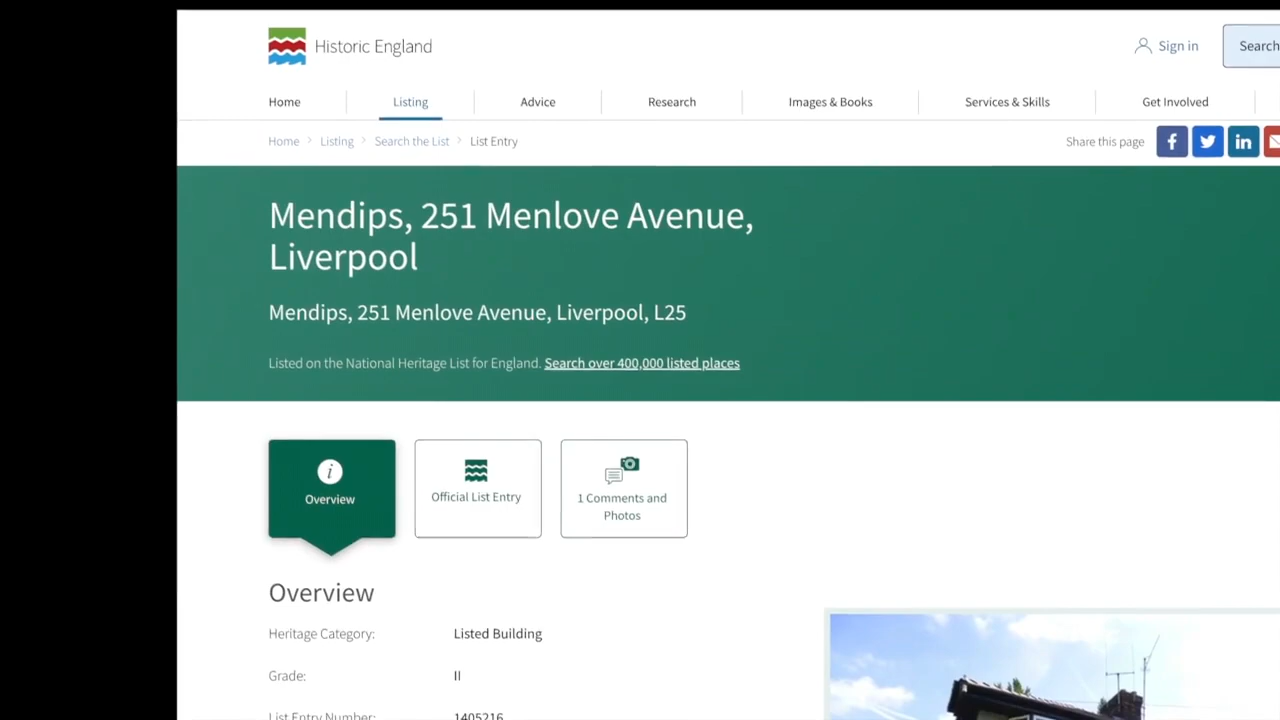 Historic England
Sign in
Search
Home
Listing
Advice
Research
Images & Books
Services & Skills
Get Involved
Home > Listing > Search the List > List Entry
Share this page
Mendips, 251 Menlove Avenue,
Liverpool
Mendips, 251 Menlove Avenue, Liverpool, L25
Listed on the National Heritage List for England. Search over 400,000 listed places
Overview
Official List Entry
1 Comments and
Photos
Overview
Heritage Category: Listed Building
Grade: II
List Entry Number: 1405216